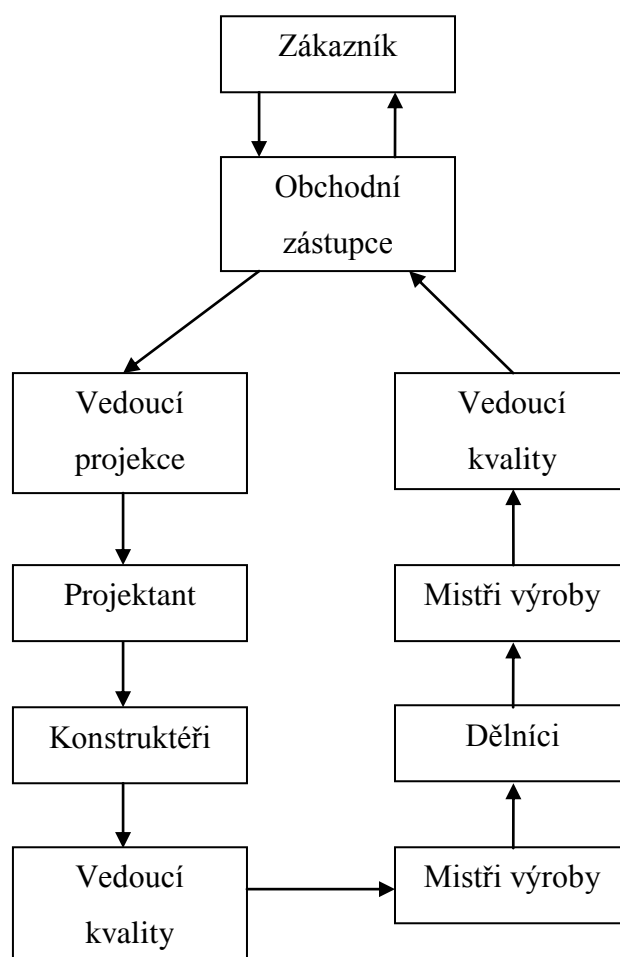 Zákazník
Obchodní
zástupce
Vedoucí
projekce
Projektant
Konstruktéři
Vedoucí
kvality
Vedoucí
kvality
Mistři výroby
Dělníci
Mistři výroby